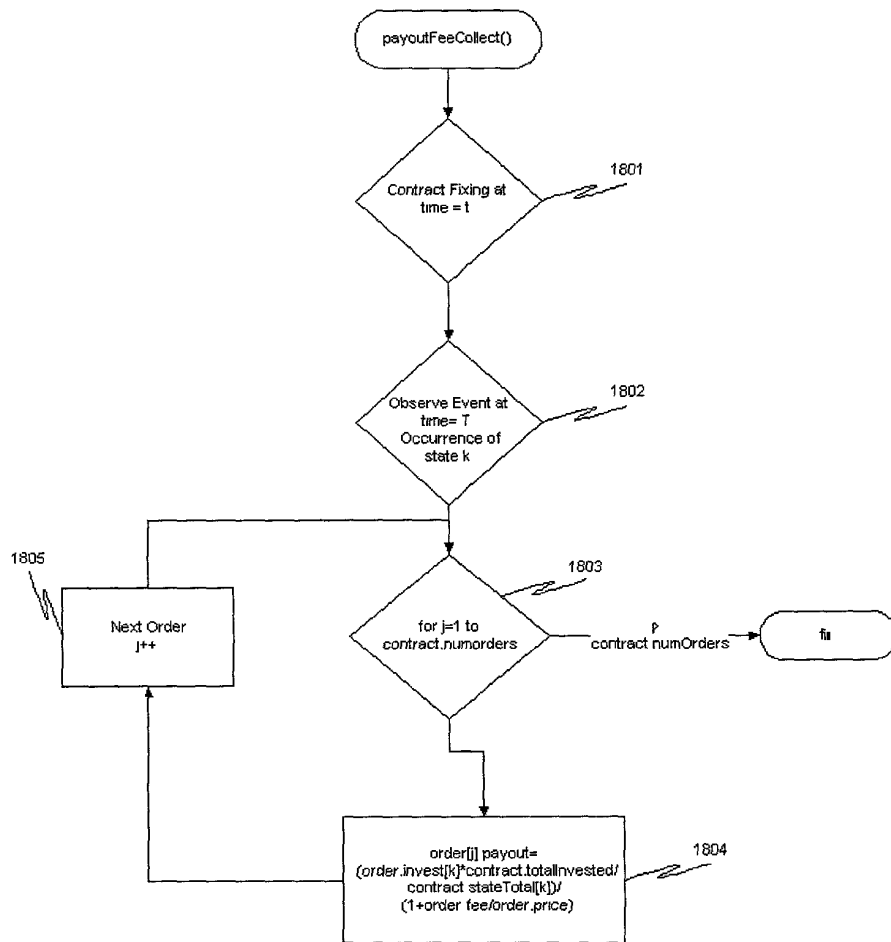 payoutFeeCollect()
Contract Fixing at
time = t
1801
Observe Event at
time= T
Occurrence of
state k
1802
1805
Next Order
j++
1803
for j=1 to
contract.numorders
contract numOrders
order[j] payout=
(order.invest[k]*contract.totalInvested/
contract stateTotal[k])/
(1+order fee/order.price)
1804